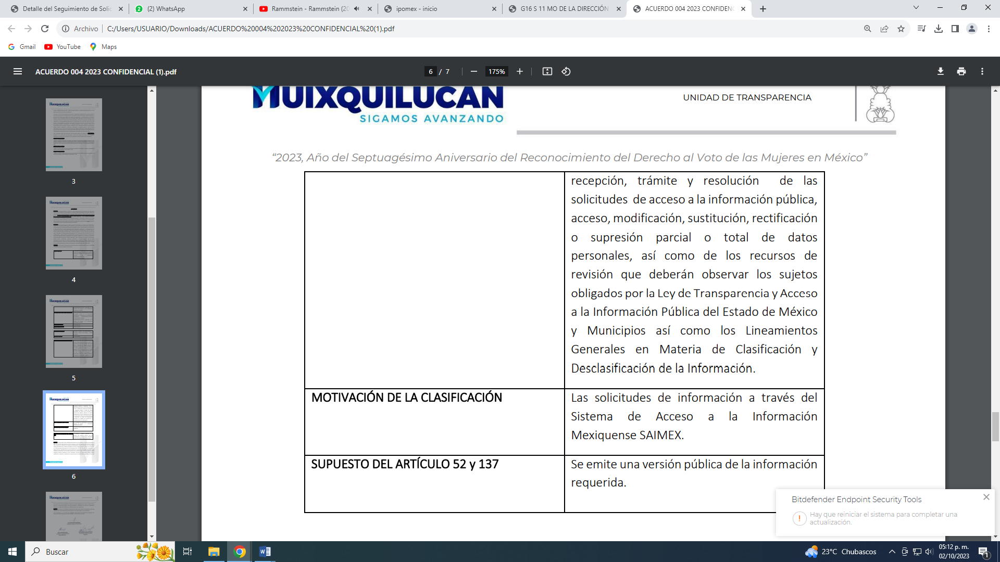 Detalle del Seguimiento de Solic
(2) WhatsApp
Rammstein - Rammstein (20
ipomex - inicio
G16 S 11 MO DE LA DIRECCIÓN
ACUERDO 004 2023 CONFIDENC
Archivo
C:/Users/USUARIO/Downloads/ACUERDO%20004%202023%20CONFIDENCIAL%20(1).pdf
Gmail
YouTube
Maps
ACUERDO 004 2023 CONFIDENCIAL (1).pdf
6 / 7
175%
3
4
5
6
HUIXQUILUCAN
SIGAMOS AVANZANDO
UNIDAD DE TRANSPARENCIA
“2023, Año del Septuagésimo Aniversario del Reconocimiento del Derecho al Voto de las Mujeres en México”
recepción, trámite y resolución de las
solicitudes de acceso a la información pública,
acceso, modificación, sustitución, rectificación
o supresión parcial o total de datos
personales, así como de los recursos de
revisión que deberán observar los sujetos
obligados por la Ley de Transparencia y Acceso
a la Información Pública del Estado de México
y Municipios así como los Lineamientos
Generales en Materia de Clasificación y
Desclasificación de la Información.
MOTIVACIÓN DE LA CLASIFICACIÓN
Las solicitudes de información a través del
Sistema de Acceso a la Información
Mexiquense SAIMEX.
SUPUESTO DEL ARTÍCULO 52 y 137
Se emite una versión pública de la información
requerida.
Bitdefender Endpoint Security Tools
Hay que reiniciar el sistema para completar una
actualización.
Buscar
23°C Chubascos
05:12 p. m.
02/10/2023
1